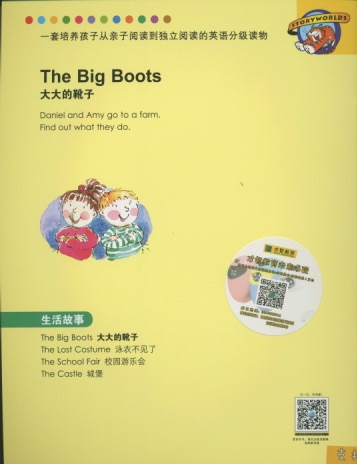 STORYWORLDS
一套培养孩子从亲子阅读到独立阅读的英语分级读物
The Big Boots
大大的靴子
Daniel and Amy go to a farm.
Find out what they do.
生活故事
The Big Boots 大大的靴子
The Lost Costume 泳衣不见了
The School Fair 校园游乐会
The Castle 城堡